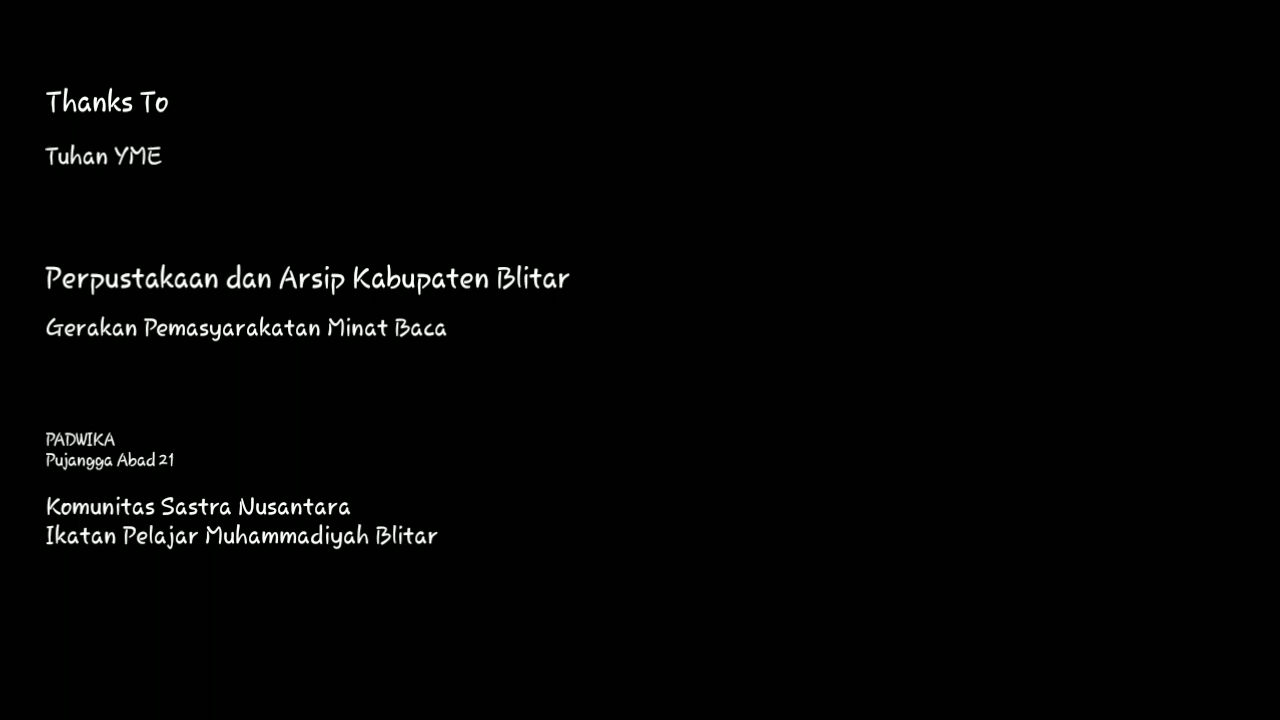 Thanks To
Tuhan YME
Perpustakaan dan Arsip Kabupaten Blitar
Gerakan Pemasyarakatan Minat Baca
PADWIKA
Pujangga Abad 21
Komunitas Sastra Nusantara
Ikatan Pelajar Muhammadiyah Blitar